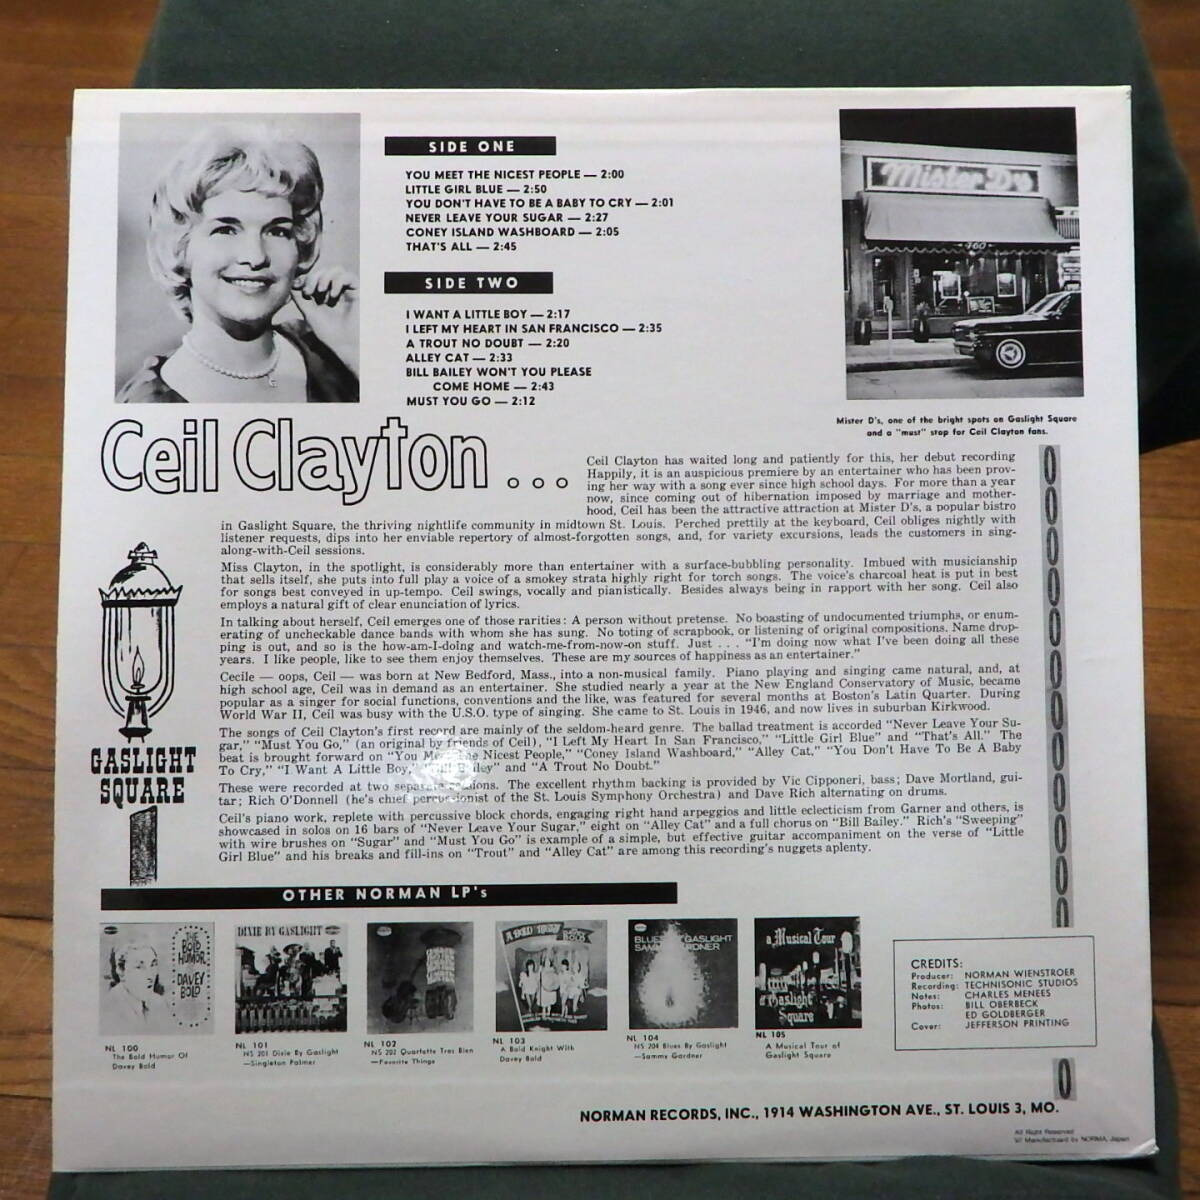 SIDE ONE
YOU MEET THE NICEST PEOPLE — 2:00
LITTLE GIRL BLUE — 2:50
YOU DON'T HAVE TO BE A BABY TO CRY — 2:01
NEVER LEAVE YOUR SUGAR — 2:27
CONEY ISLAND WASHBOARD — 2:05
THAT'S ALL — 2:45
SIDE TWO
I WANT A LITTLE BOY — 2:17
I LEFT MY HEART IN SAN FRANCISCO — 2:35
A TROUT NO DOUBT — 2:20
ALLEY CAT — 2:33
BILL BAILEY WON'T YOU PLEASE
COME HOME — 2:43
MUST YOU GO — 2:12
Mister D's
Mister D's, one of the bright spots on Gaslight Square
and a "must" stop for Ceil Clayton fans.
Ceil Clayton ...
Ceil Clayton has waited long and patiently for this, her debut recording
Happily, it is an auspicious premiere by an entertainer who has been prov-
ing her way with a song ever since high school days. For more than a year
now, since coming out of hibernation imposed by marriage and mother-
hood, Ceil has been the attractive attraction at Mister D's, a popular bistro
in Gaslight Square, the thriving nightlife community in midtown St. Louis. Perched prettily at the keyboard, Ceil obliges nightly with
listener requests, dips into her enviable repertory of almost-forgotten songs, and, for variety excursions, leads the customers in sing-
along-with-Ceil sessions.
Miss Clayton, in the spotlight, is considerably more than entertainer with a surface-bubbling personality. Imbued with musicianship
that sells itself, she puts into full play a voice of a smokey strata highly right for torch songs. The voice's charcoal heat is put in best
for songs best conveyed in up-tempo. Ceil swings, vocally and pianistically. Besides always being in rapport with her song. Ceil also
employs a natural gift of clear enunciation of lyrics.
In talking about herself, Ceil emerges one of those rarities: A person without pretense. No boasting of undocumented triumphs, or enum-
erating of uncheckable dance bands with whom she has sung. No toting of scrapbook, or listening of original compositions. Name drop-
ping is out, and so is the how-am-I-doing and watch-me-from-now-on stuff. Just . . . "I'm doing now what I've been doing all these
years. I like people, like to see them enjoy themselves. These are my sources of happiness as an entertainer."
Cecile — oops, Ceil — was born at New Bedford, Mass., into a non-musical family. Piano playing and singing came natural, and, at
high school age, Ceil was in demand as an entertainer. She studied nearly a year at the New England Conservatory of Music, became
popular as a singer for social functions, conventions and the like, was featured for several months at Boston's Latin Quarter. During
World War II, Ceil was busy with the U.S.O. type of singing. She came to St. Louis in 1946, and now lives in suburban Kirkwood.
The songs of Ceil Clayton's first record are mainly of the seldom-heard genre. The ballad treatment is accorded "Never Leave Your Su-
gar," "Must You Go," (an original by friends of Ceil), "I Left My Heart In San Francisco," "Little Girl Blue" and "That's All." The
beat is brought forward on "You Meet The Nicest People," "Coney Island Washboard," "Alley Cat," "You Don't Have To Be A Baby
To Cry," "I Want A Little Boy," "Bill Bailey" and "A Trout No Doubt."
These were recorded at two separate sessions. The excellent rhythm backing is provided by Vic Cipponeri, bass; Dave Mortland, gui-
tar; Rich O'Donnell (he's chief percussionist of the St. Louis Symphony Orchestra) and Dave Rich alternating on drums.
Ceil's piano work, replete with percussive block chords, engaging right hand arpeggios and little eclecticism from Garner and others, is
showcased in solos on 16 bars of "Never Leave Your Sugar," eight on "Alley Cat" and a full chorus on "Bill Bailey." Rich's "Sweeping"
with wire brushes on "Sugar" and "Must You Go" is example of a simple, but effective guitar accompaniment on the verse of "Little
Girl Blue" and his breaks and fill-ins on "Trout" and "Alley Cat" are among this recording's nuggets aplenty.
GASLIGHT
SQUARE
OTHER NORMAN LP's
THE
BOLD
HUMOR
DAVEY
BOLD
DIXIE BY GASLIGHT
BLUES GASLIGHT
a Musical Tour
of Gaslight
Square
NL 100
The Bold Humor Of
Davey Bold
NL 101
NS 201 Dixie By Gaslight
—Singleton Palmer
NL 102
NS 202 Quartette Tres Bien
—Favorite Things
NL 103
A Bold Knight With
Davey Bold
NL 104
NS 204 Blues By Gaslight
—Sammy Gardner
NL 105
A Musical Tour of
Gaslight Square
CREDITS:
Producer: NORMAN WIENSTROER
Recording: TECHNISONIC STUDIOS
Notes: CHARLES MENEES
Photos: BILL OBERBECK
ED GOLDBERGER
Cover: JEFFERSON PRINTING
NORMAN RECORDS, INC., 1914 WASHINGTON AVE., ST. LOUIS 3, MO.
All Right Reserved
Manufactured by NORMA, Japan